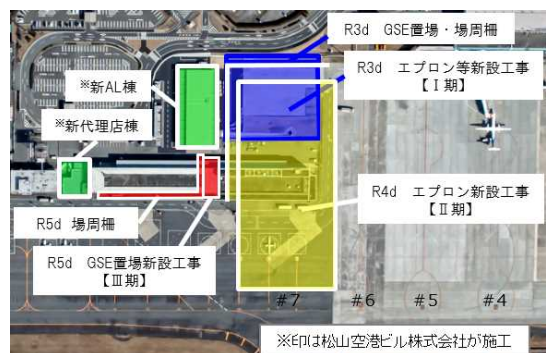 R3d GSE置場・場周柵
R3d エプロン等新設工事
【Ⅰ期】
※新AL棟
※新代理店棟
R4d エプロン新設工事
【Ⅱ期】
R5d 場周柵
R5d GSE置場新設工事
【Ⅲ期】
#7 #6 #5 #4
※印は松山空港ビル株式会社が施工